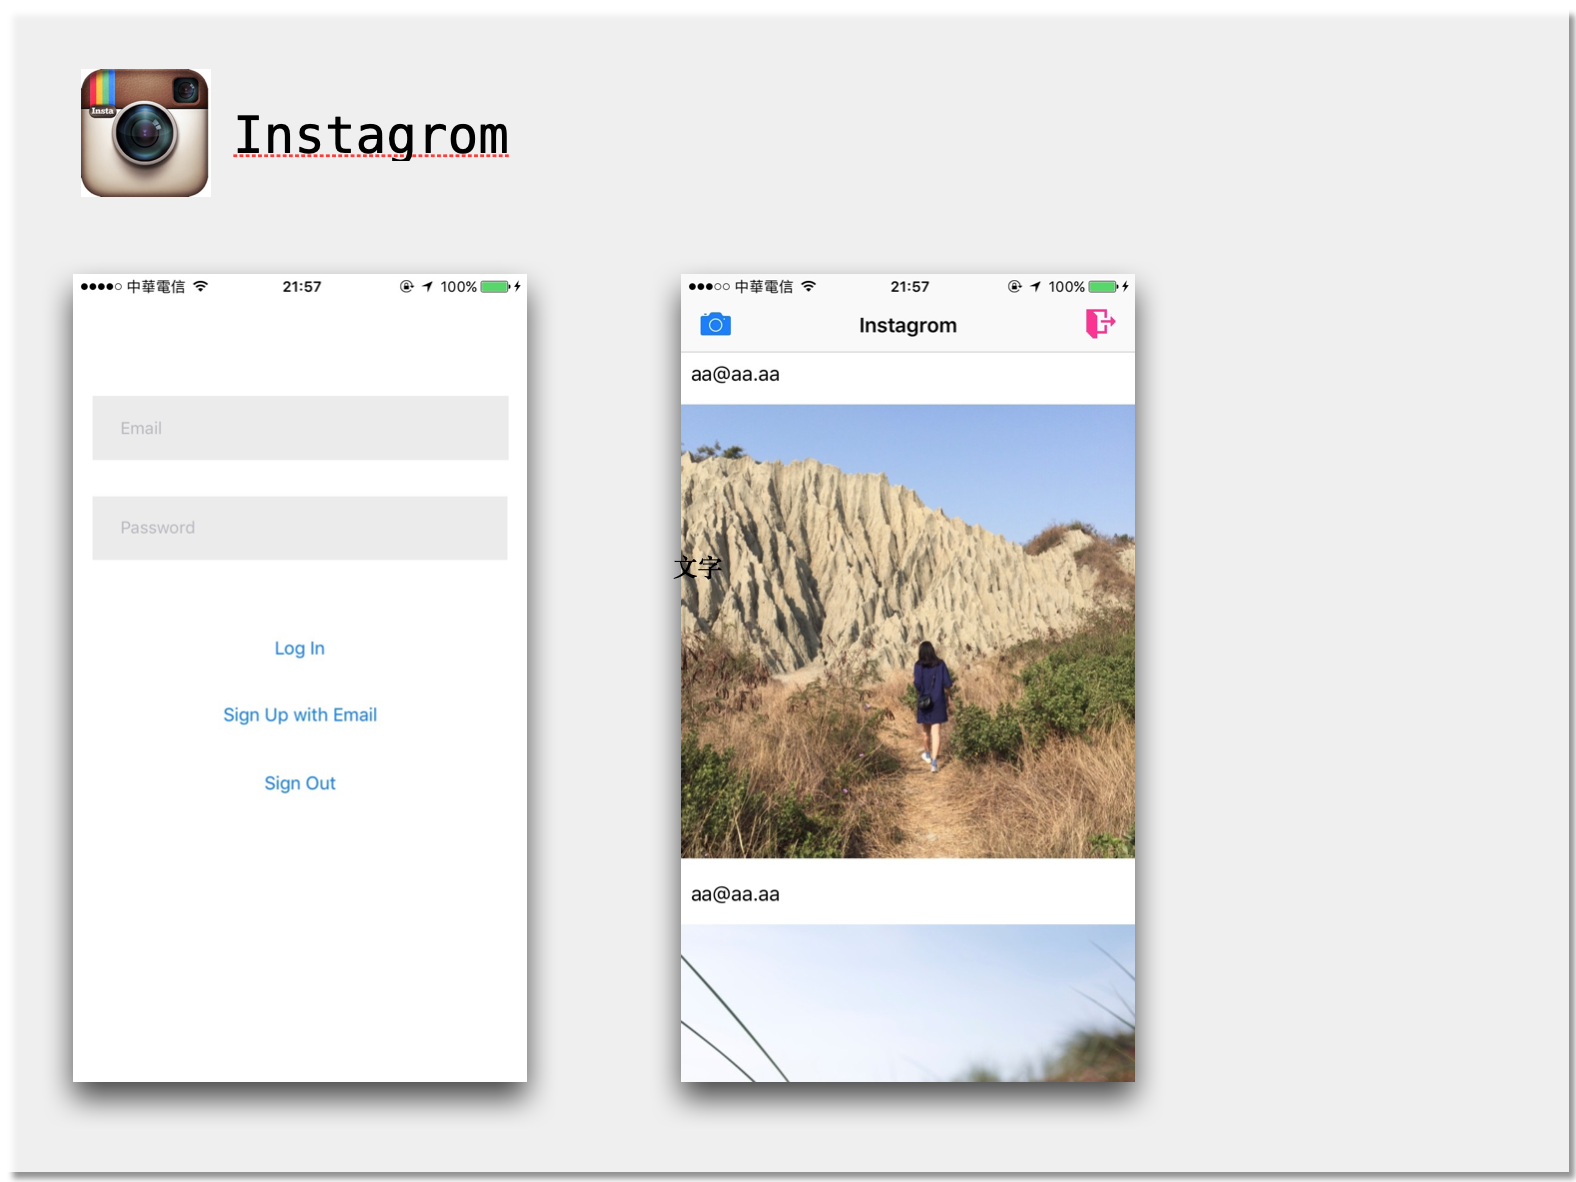 Insta
Instagrom
●●●●○ 中華電信 21:57 100%
Email
Password
Log In
Sign Up with Email
Sign Out
●●●○○ 中華電信 21:57 100%
Instagrom
aa@aa.aa
文字
aa@aa.aa